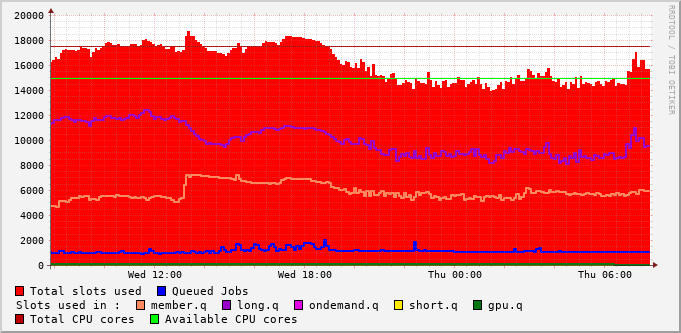 20000
18000
16000
14000
12000
10000
8000
6000
4000
2000
0
Wed 12:00 Wed 18:00 Thu 00:00 Thu 06:00
Total slots used Queued Jobs
Slots used in : member.q long.q ondemand.q short.q gpu.q
Total CPU cores Available CPU cores
RRDTOOL / TOBI OETIKER